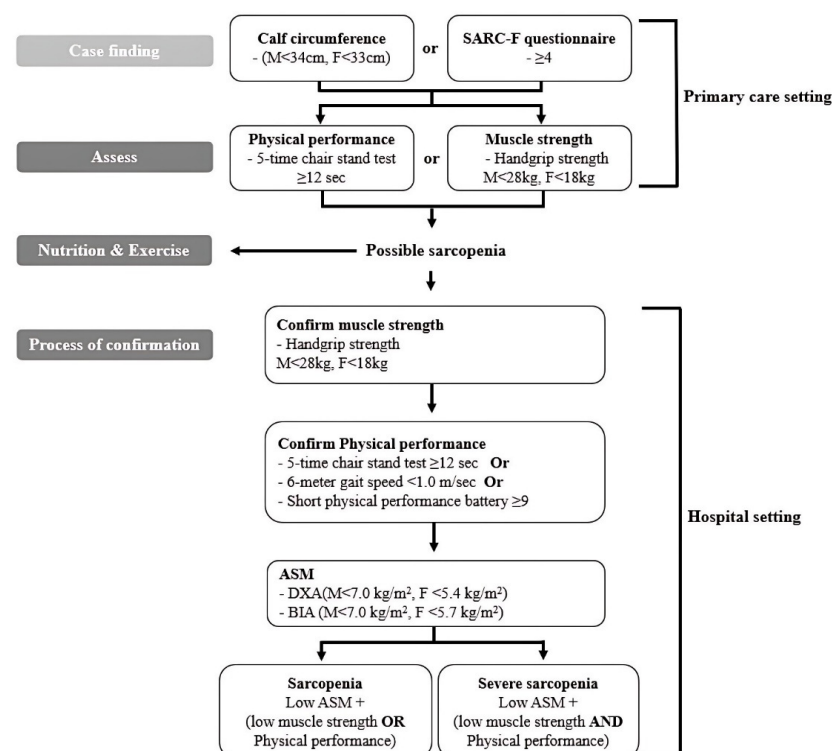 Case finding
Calf circumference
- (M<34cm, F<33cm)
or
SARC-F questionnaire
- ≥4
Primary care setting
Assess
Physical performance
- 5-time chair stand test
≥12 sec
or
Muscle strength
- Handgrip strength
M<28kg, F<18kg
Nutrition & Exercise
Possible sarcopenia
Process of confirmation
Confirm muscle strength
- Handgrip strength
M<28kg, F<18kg
Confirm Physical performance
- 5-time chair stand test ≥12 sec Or
- 6-meter gait speed <1.0 m/sec Or
- Short physical performance battery ≥9
Hospital setting
ASM
- DXA(M<7.0 kg/m², F <5.4 kg/m²)
- BIA (M<7.0 kg/m², F <5.7 kg/m²)
Sarcopenia
Low ASM +
(low muscle strength OR
Physical performance)
Severe sarcopenia
Low ASM +
(low muscle strength AND
Physical performance)